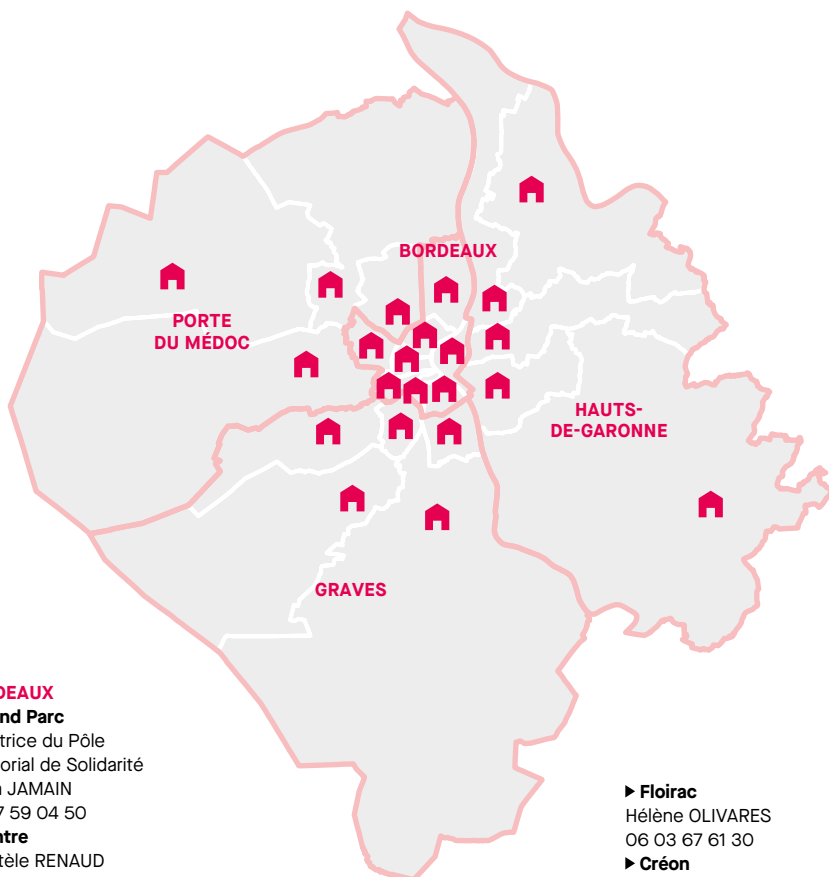 BORDEAUX
PORTE
DU MÉDOC
HAUTS-
DE-GARONNE
GRAVES
DEAUX
nd Parc
trice du Pôle
orial de Solidarité
JAMAIN
7 59 04 50
ntre
tèle RENAUD
▶ Floirac
Hélène OLIVARES
06 03 67 61 30
▶ Créon